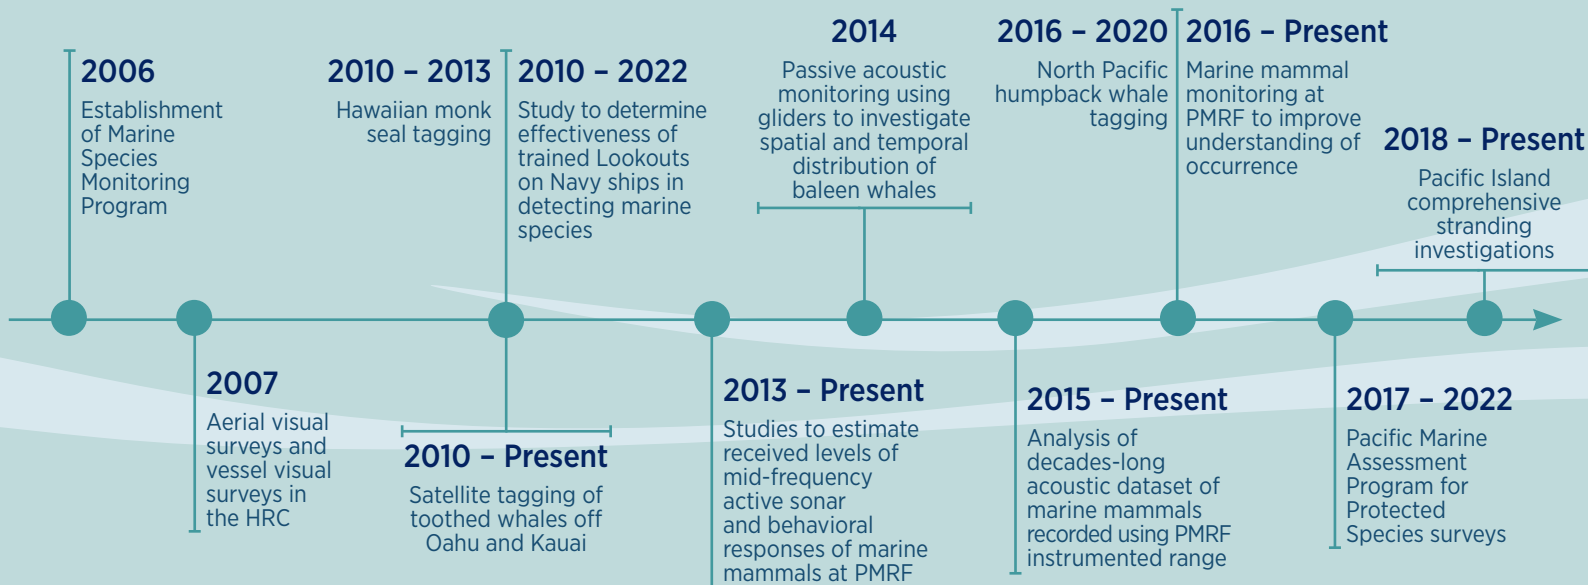 2006
Establishment
of Marine
Species
Monitoring
Program
2007
Aerial visual
surveys and
vessel visual
surveys in
the HRC
2010 – 2013
Hawaiian monk
seal tagging
2010 – 2022
Study to determine
effectiveness of
trained Lookouts
on Navy ships in
detecting marine
species
2010 – Present
Satellite tagging of
toothed whales off
Oahu and Kauai
2013 – Present
Studies to estimate
received levels of
mid-frequency
active sonar
and behavioral
responses of marine
mammals at PMRF
2014
Passive acoustic
monitoring using
gliders to investigate
spatial and temporal
distribution of
baleen whales
2015 – Present
Analysis of
decades-long
acoustic dataset of
marine mammals
recorded using PMRF
instrumented range
2016 – 2020
North Pacific
humpback whale
tagging
2016 – Present
Marine mammal
monitoring at
PMRF to improve
understanding of
occurrence
2017 – 2022
Pacific Marine
Assessment
Program for
Protected
Species surveys
2018 – Present
Pacific Island
comprehensive
stranding
investigations